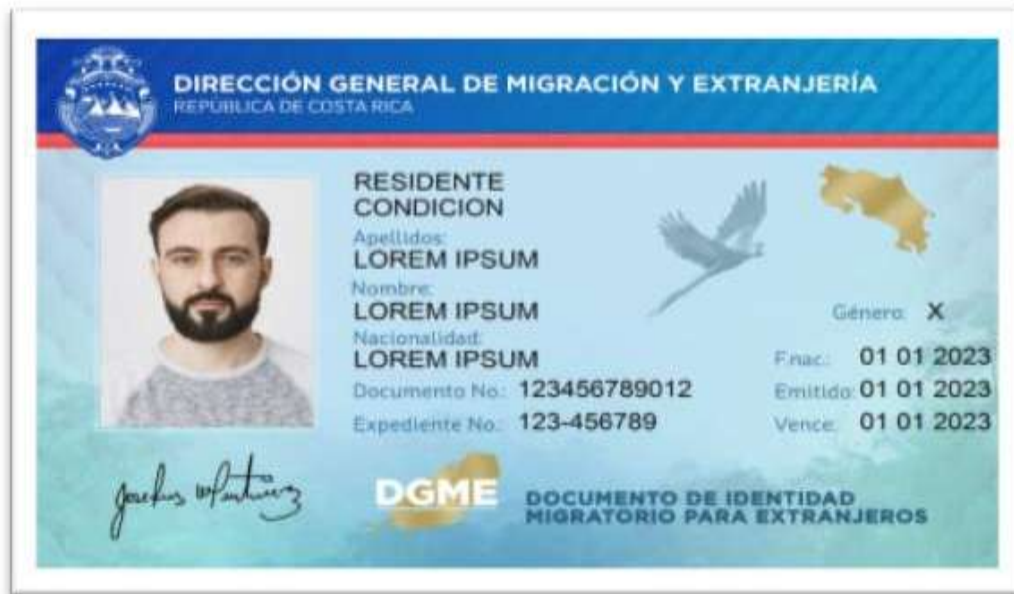 DIRECCIÓN GENERAL DE MIGRACIÓN Y EXTRANJERÍA
REPÚBLICA DE COSTA RICA
RESIDENTE
CONDICION
Apellidos:
LOREM IPSUM
Nombre:
LOREM IPSUM
Género: X
Nacionalidad:
LOREM IPSUM
F.nac.: 01 01 2023
Documento No.: 123456789012
Emitido: 01 01 2023
Expediente No.: 123-456789
Vence: 01 01 2023
DGME
DOCUMENTO DE IDENTIDAD
MIGRATORIO PARA EXTRANJEROS